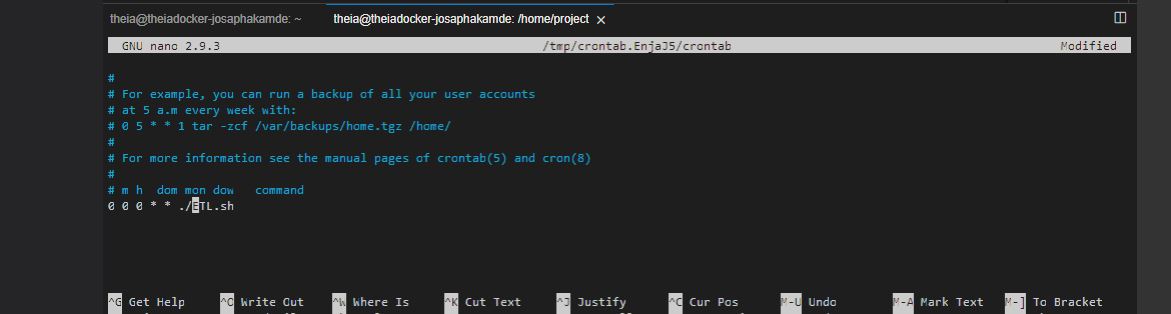 theia@theiadocker-josaphakamde: ~ theia@theiadocker-josaphakamde: /home/project ×
GNU nano 2.9.3 /tmp/crontab.EnjaJ5/crontab Modified
#
# For example, you can run a backup of all your user accounts
# at 5 a.m every week with:
# 0 5 * * 1 tar -zcf /var/backups/home.tgz /home/
#
# For more information see the manual pages of crontab(5) and cron(8)
#
# m h  dom mon dow   command
0 0 0 * * ./ETL.sh
^G Get Help ^O Write Out ^W Where Is ^K Cut Text ^J Justify ^C Cur Pos M-U Undo M-A Mark Text M-] To Bracket